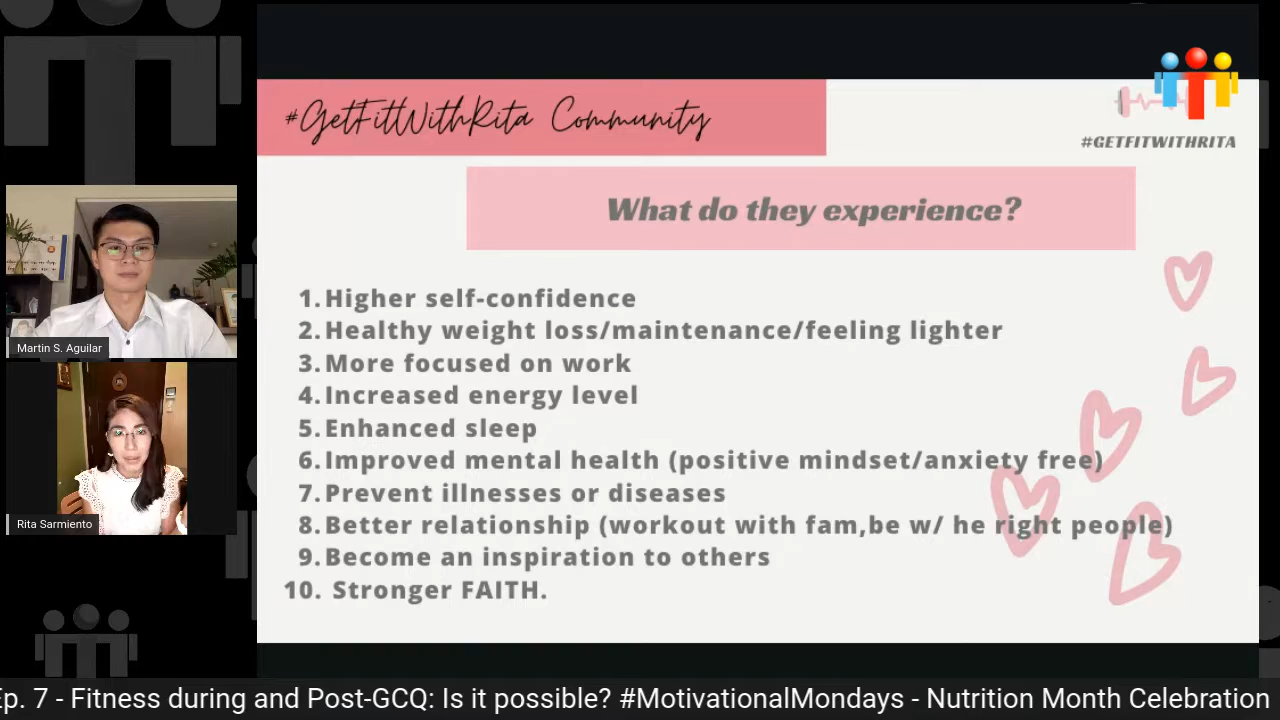 #GetFitWithRita Community
#GETFITWITHRITA
What do they experience?
1. Higher self-confidence
2. Healthy weight loss/maintenance/feeling lighter
3. More focused on work
4. Increased energy level
5. Enhanced sleep
6. Improved mental health (positive mindset/anxiety free)
7. Prevent illnesses or diseases
8. Better relationship (workout with fam,be w/ he right people)
9. Become an inspiration to others
10. Stronger FAITH.
Martin S. Aguilar
Rita Sarmiento
Ep. 7 - Fitness during and Post-GCQ: Is it possible? #MotivationalMondays - Nutrition Month Celebration